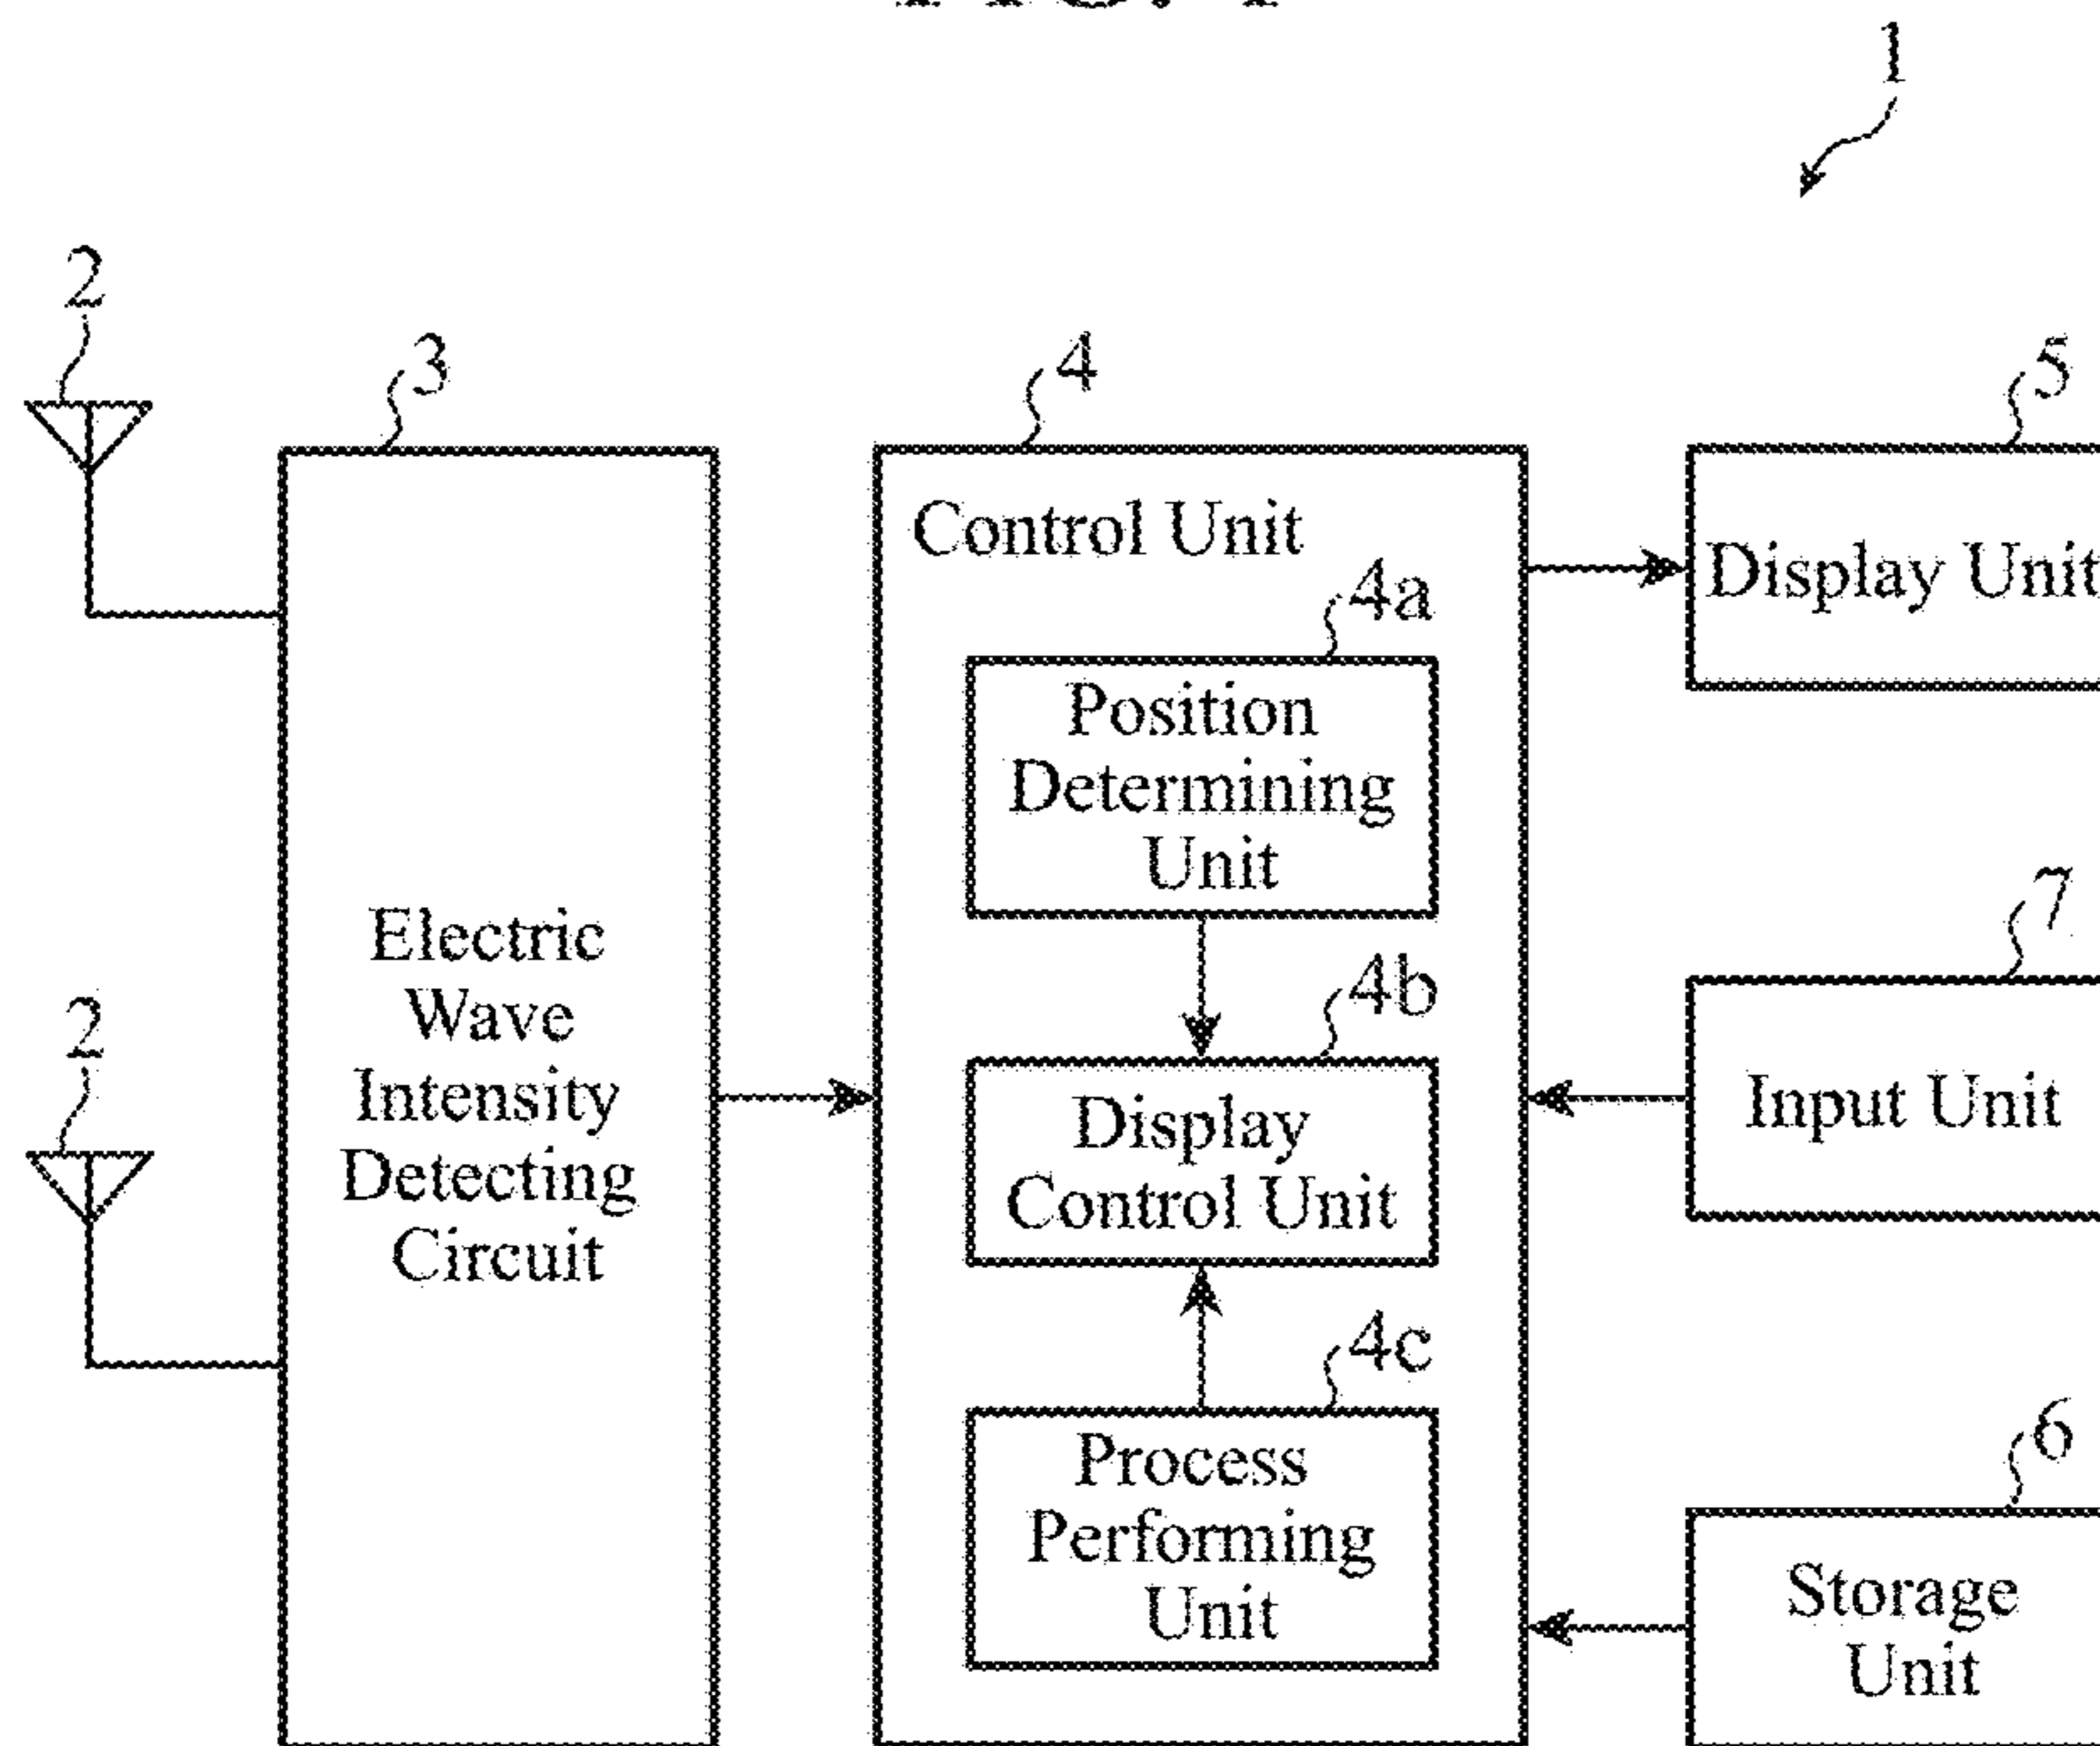 1
2
3
4
5
Control Unit
Display Unit
4a
Position
Determining
Unit
7
Electric
Wave
Intensity
Detecting
Circuit
2
4b
Display
Control Unit
Input Unit
4c
Process
Performing
Unit
6
Storage
Unit